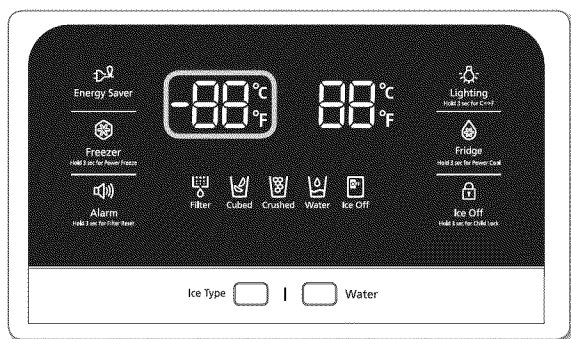 Energy Saver
Freezer
Hold 3 sec for Power Freeze
Alarm
Hold 3 sec for Filter Reset
-88 °C °F
88 °C °F
Filter Cubed Crushed Water Ice Off
Lighting
Hold 3 sec for C↔F
Fridge
Hold 3 sec for Power Cool
Ice Off
Hold 3 sec for Child Lock
Ice Type Water